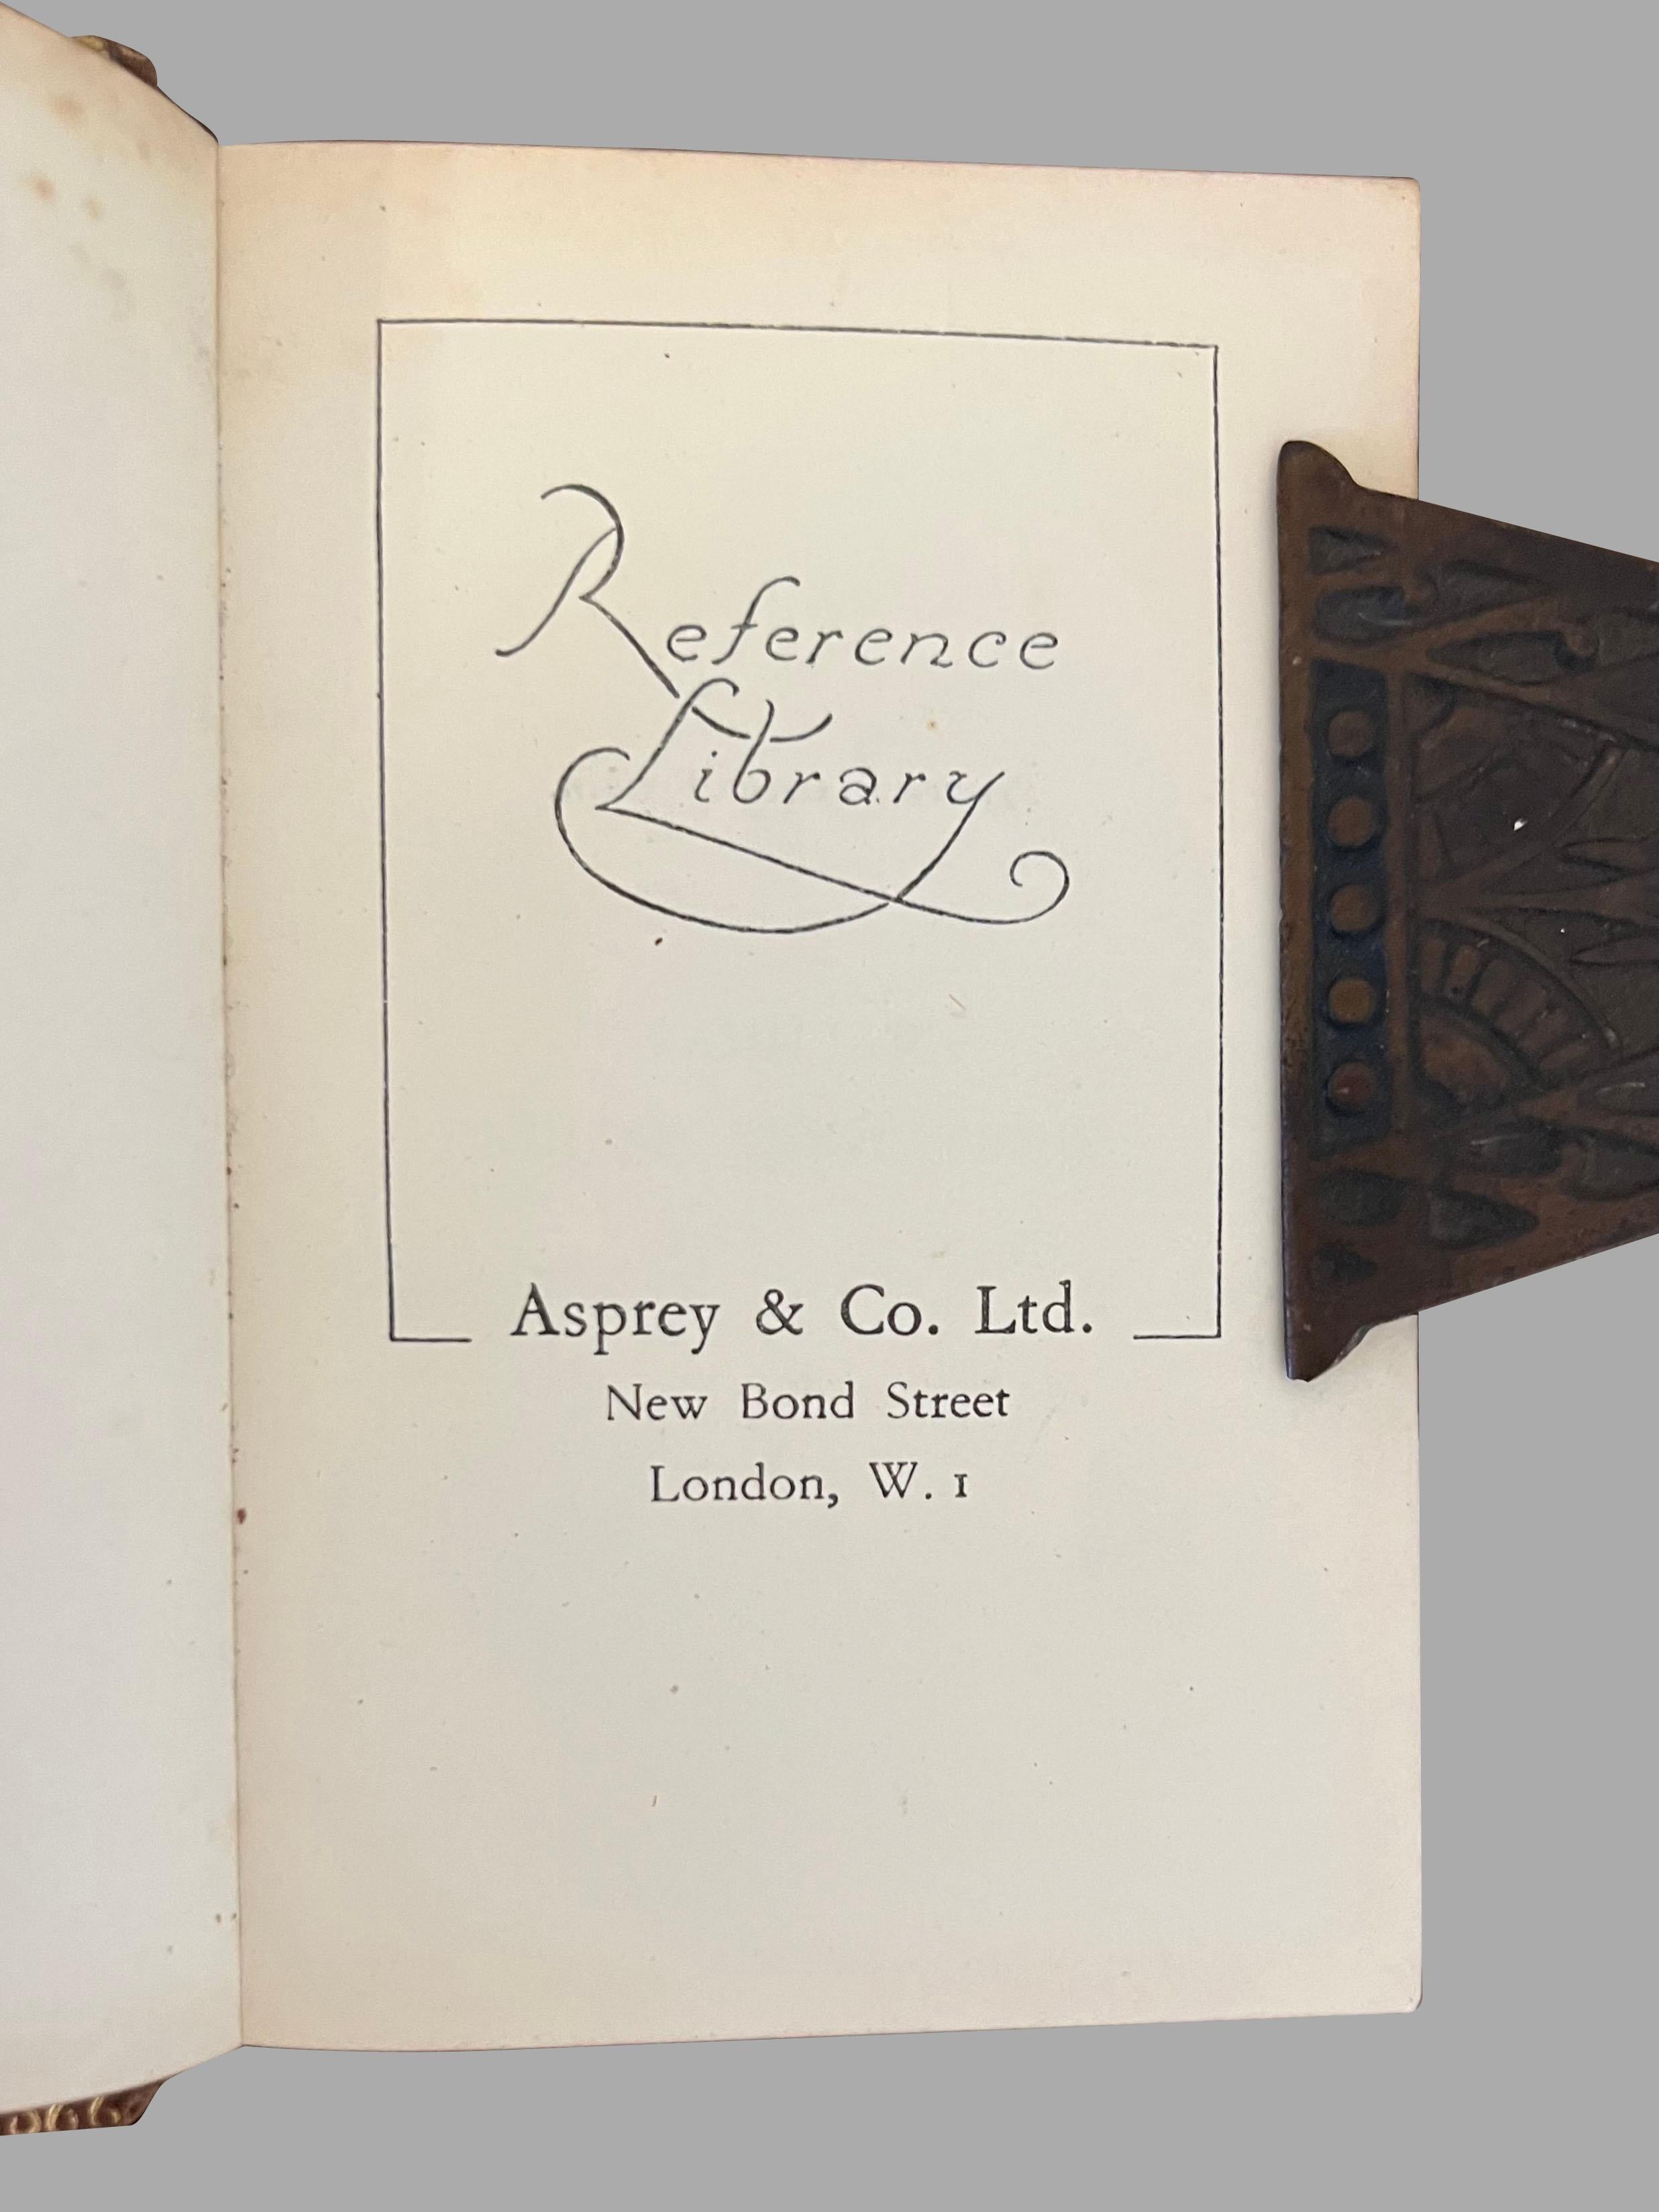 Reference
Library
Asprey & Co. Ltd.
New Bond Street
London, W. 1